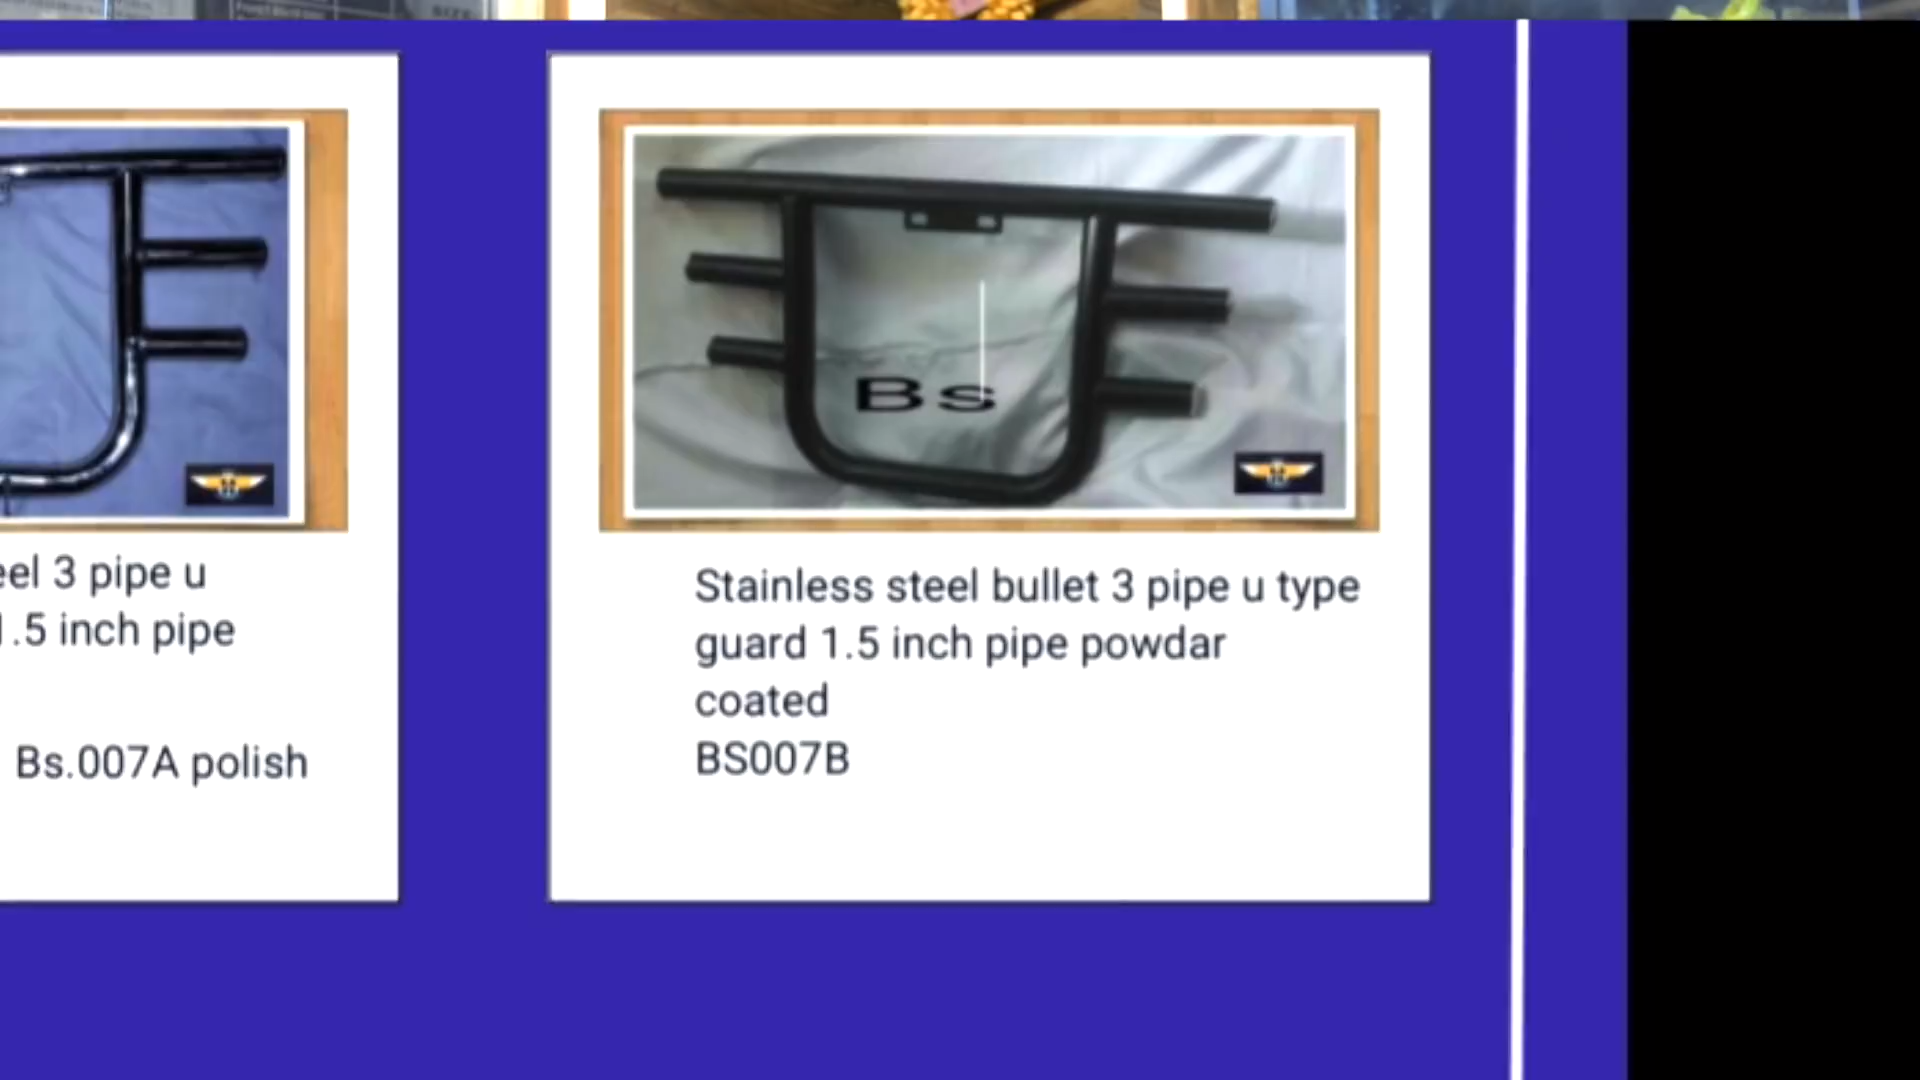 eel 3 pipe u
1.5 inch pipe
Bs.007A polish
Bs
Stainless steel bullet 3 pipe u type
guard 1.5 inch pipe powdar
coated
BS007B